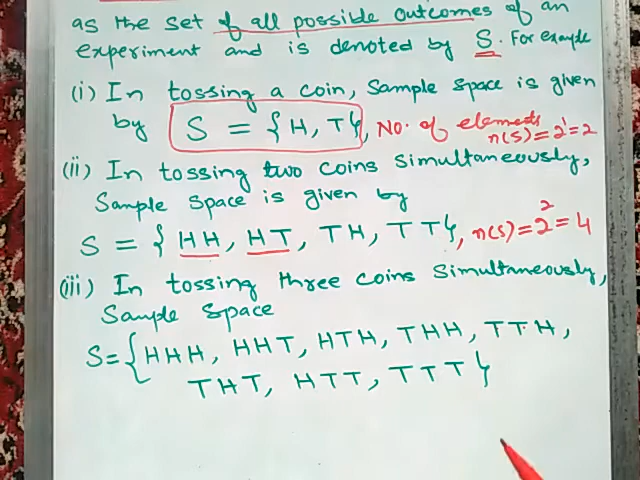 as the set of all possible outcomes of an
experiment and is denoted by S. For example
(i) In tossing a coin, Sample Space is given
by S = {H, T}, No. of elements
n(S) = 2¹ = 2
(ii) In tossing two coins simultaneously,
Sample Space is given by
S = { HH, HT, TH, TT}, n(S) = 2² = 4
(iii) In tossing three coins simultaneously,
Sample Space
S = {HHH, HHT, HTH, THH, TTH,
THT, HTT, TTT}